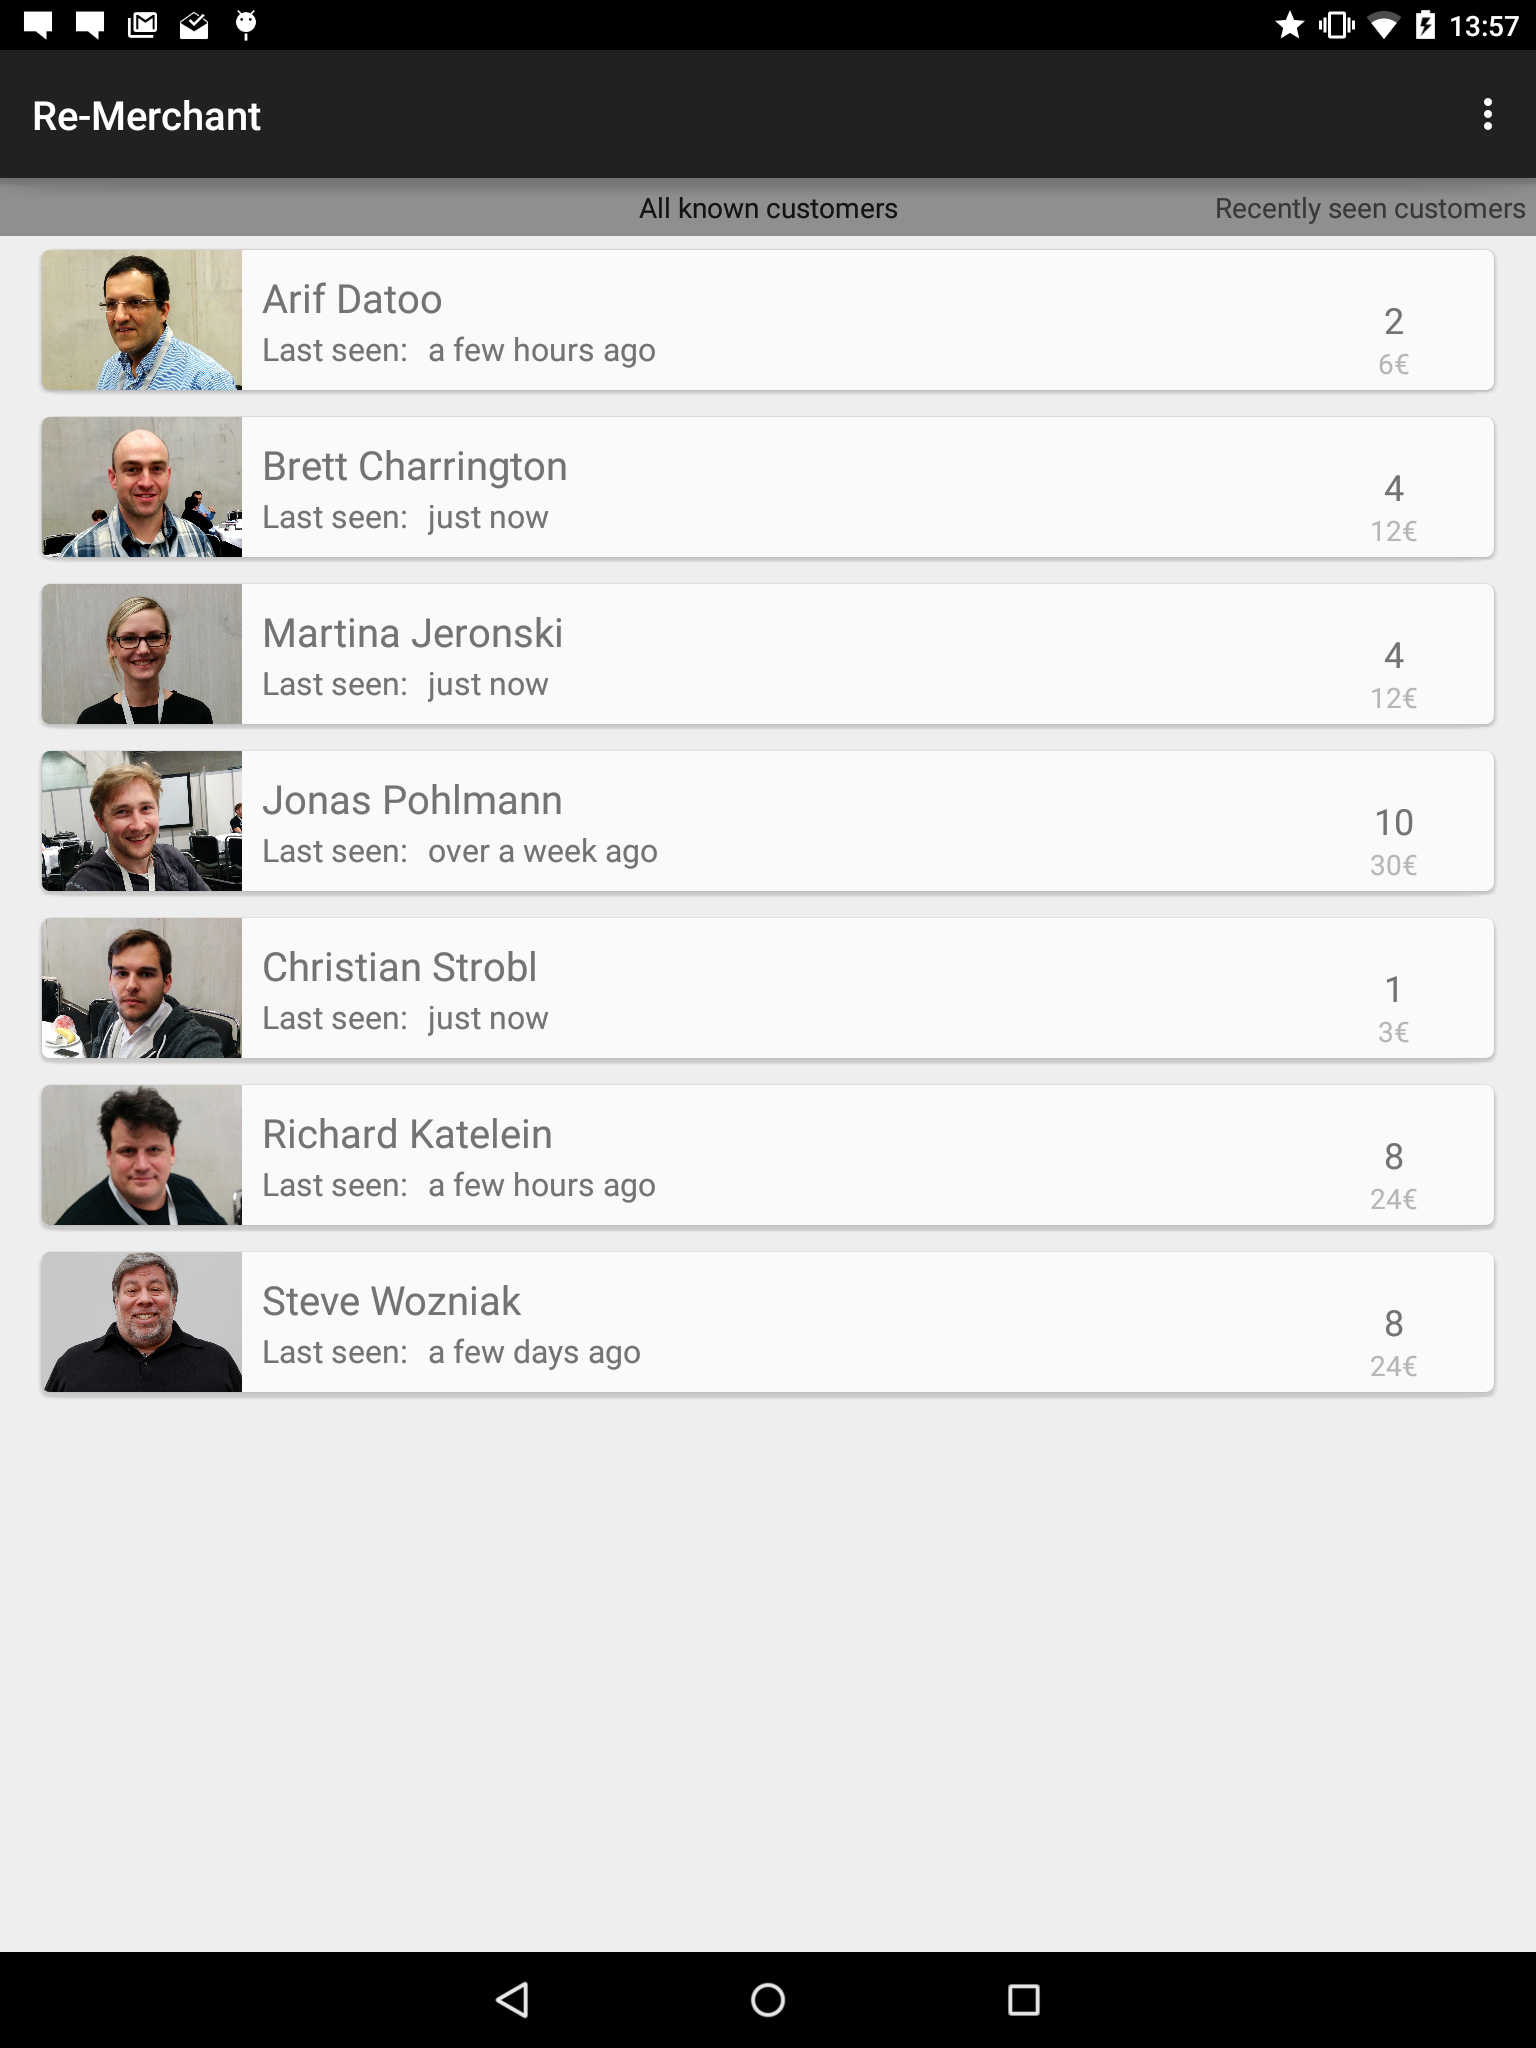 13:57
Re-Merchant
All known customers
Recently seen customers
Arif Datoo
Last seen: a few hours ago
2
6€
Brett Charrington
Last seen: just now
4
12€
Martina Jeronski
Last seen: just now
4
12€
Jonas Pohlmann
Last seen: over a week ago
10
30€
Christian Strobl
Last seen: just now
1
3€
Richard Katelein
Last seen: a few hours ago
8
24€
Steve Wozniak
Last seen: a few days ago
8
24€